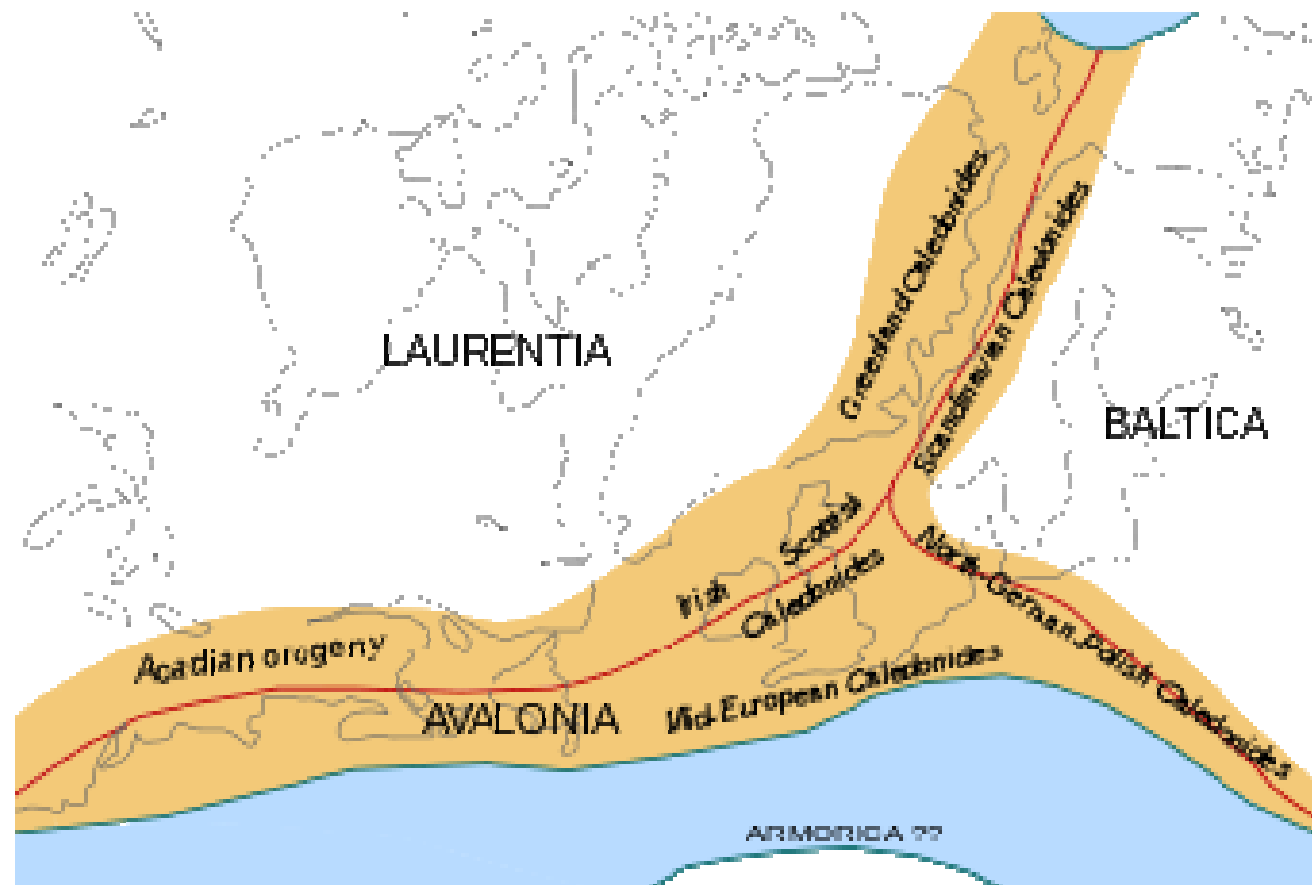 Greenland Caledonides
Scandinavian Caledonides
LAURENTIA
BALTICA
Scottish
Irish
Caledonides
North German-Polish Caledonides
Acadian orogeny
AVALONIA
Mid European Caledonides
ARMORICA ??